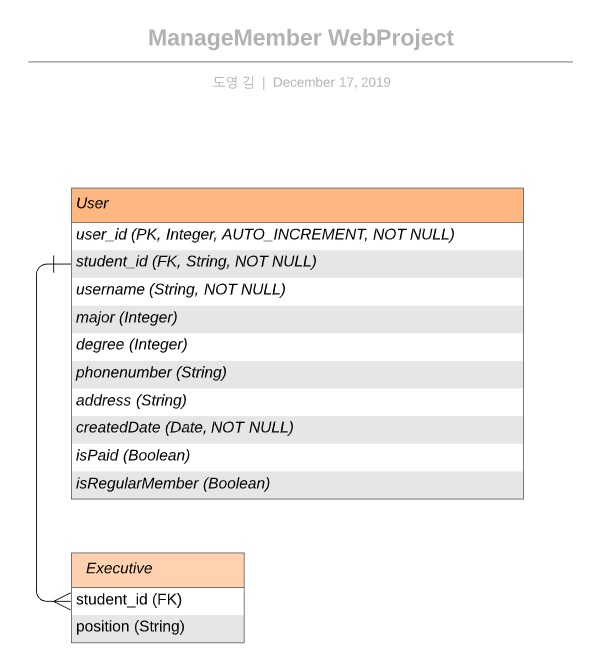 ManageMember WebProject
도영 김 | December 17, 2019
User
user_id (PK, Integer, AUTO_INCREMENT, NOT NULL)
student_id (FK, String, NOT NULL)
username (String, NOT NULL)
major (Integer)
degree (Integer)
phonenumber (String)
address (String)
createdDate (Date, NOT NULL)
isPaid (Boolean)
isRegularMember (Boolean)
Executive
student_id (FK)
position (String)